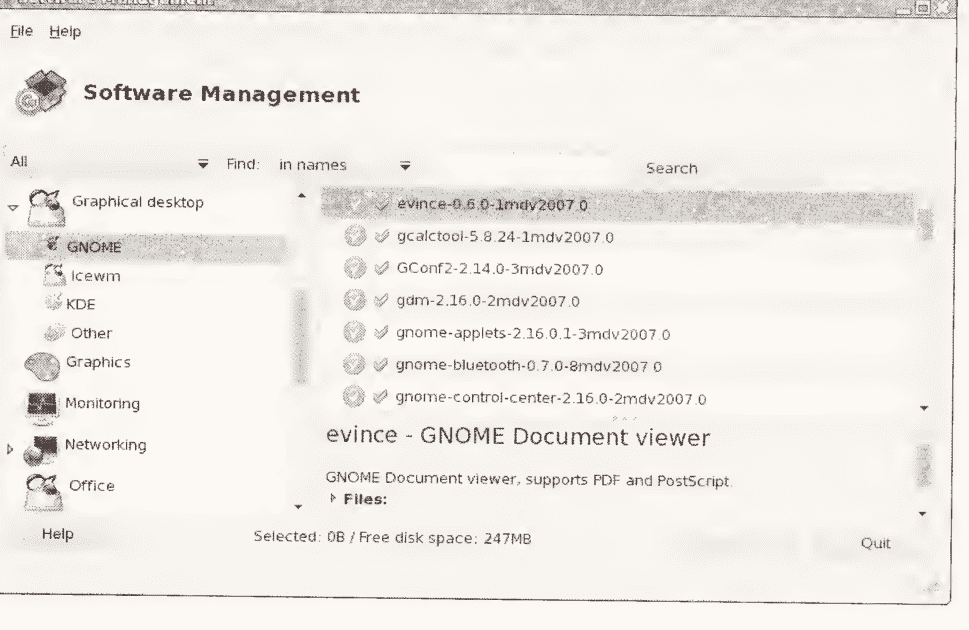 Software Management
File Help
Software Management
All Find: in names Search
Graphical desktop
GNOME
Icewm
KDE
Other
Graphics
Monitoring
Networking
Office
evince-0.6.0-1mdv2007.0
gcalctool-5.8.24-1mdv2007.0
GConf2-2.14.0-3mdv2007.0
gdm-2.16.0-2mdv2007.0
gnome-applets-2.16.0.1-3mdv2007.0
gnome-bluetooth-0.7.0-8mdv2007.0
gnome-control-center-2.16.0-2mdv2007.0
evince - GNOME Document viewer
GNOME Document viewer, supports PDF and PostScript.
Files:
Help Selected: 0B / Free disk space: 247MB Quit